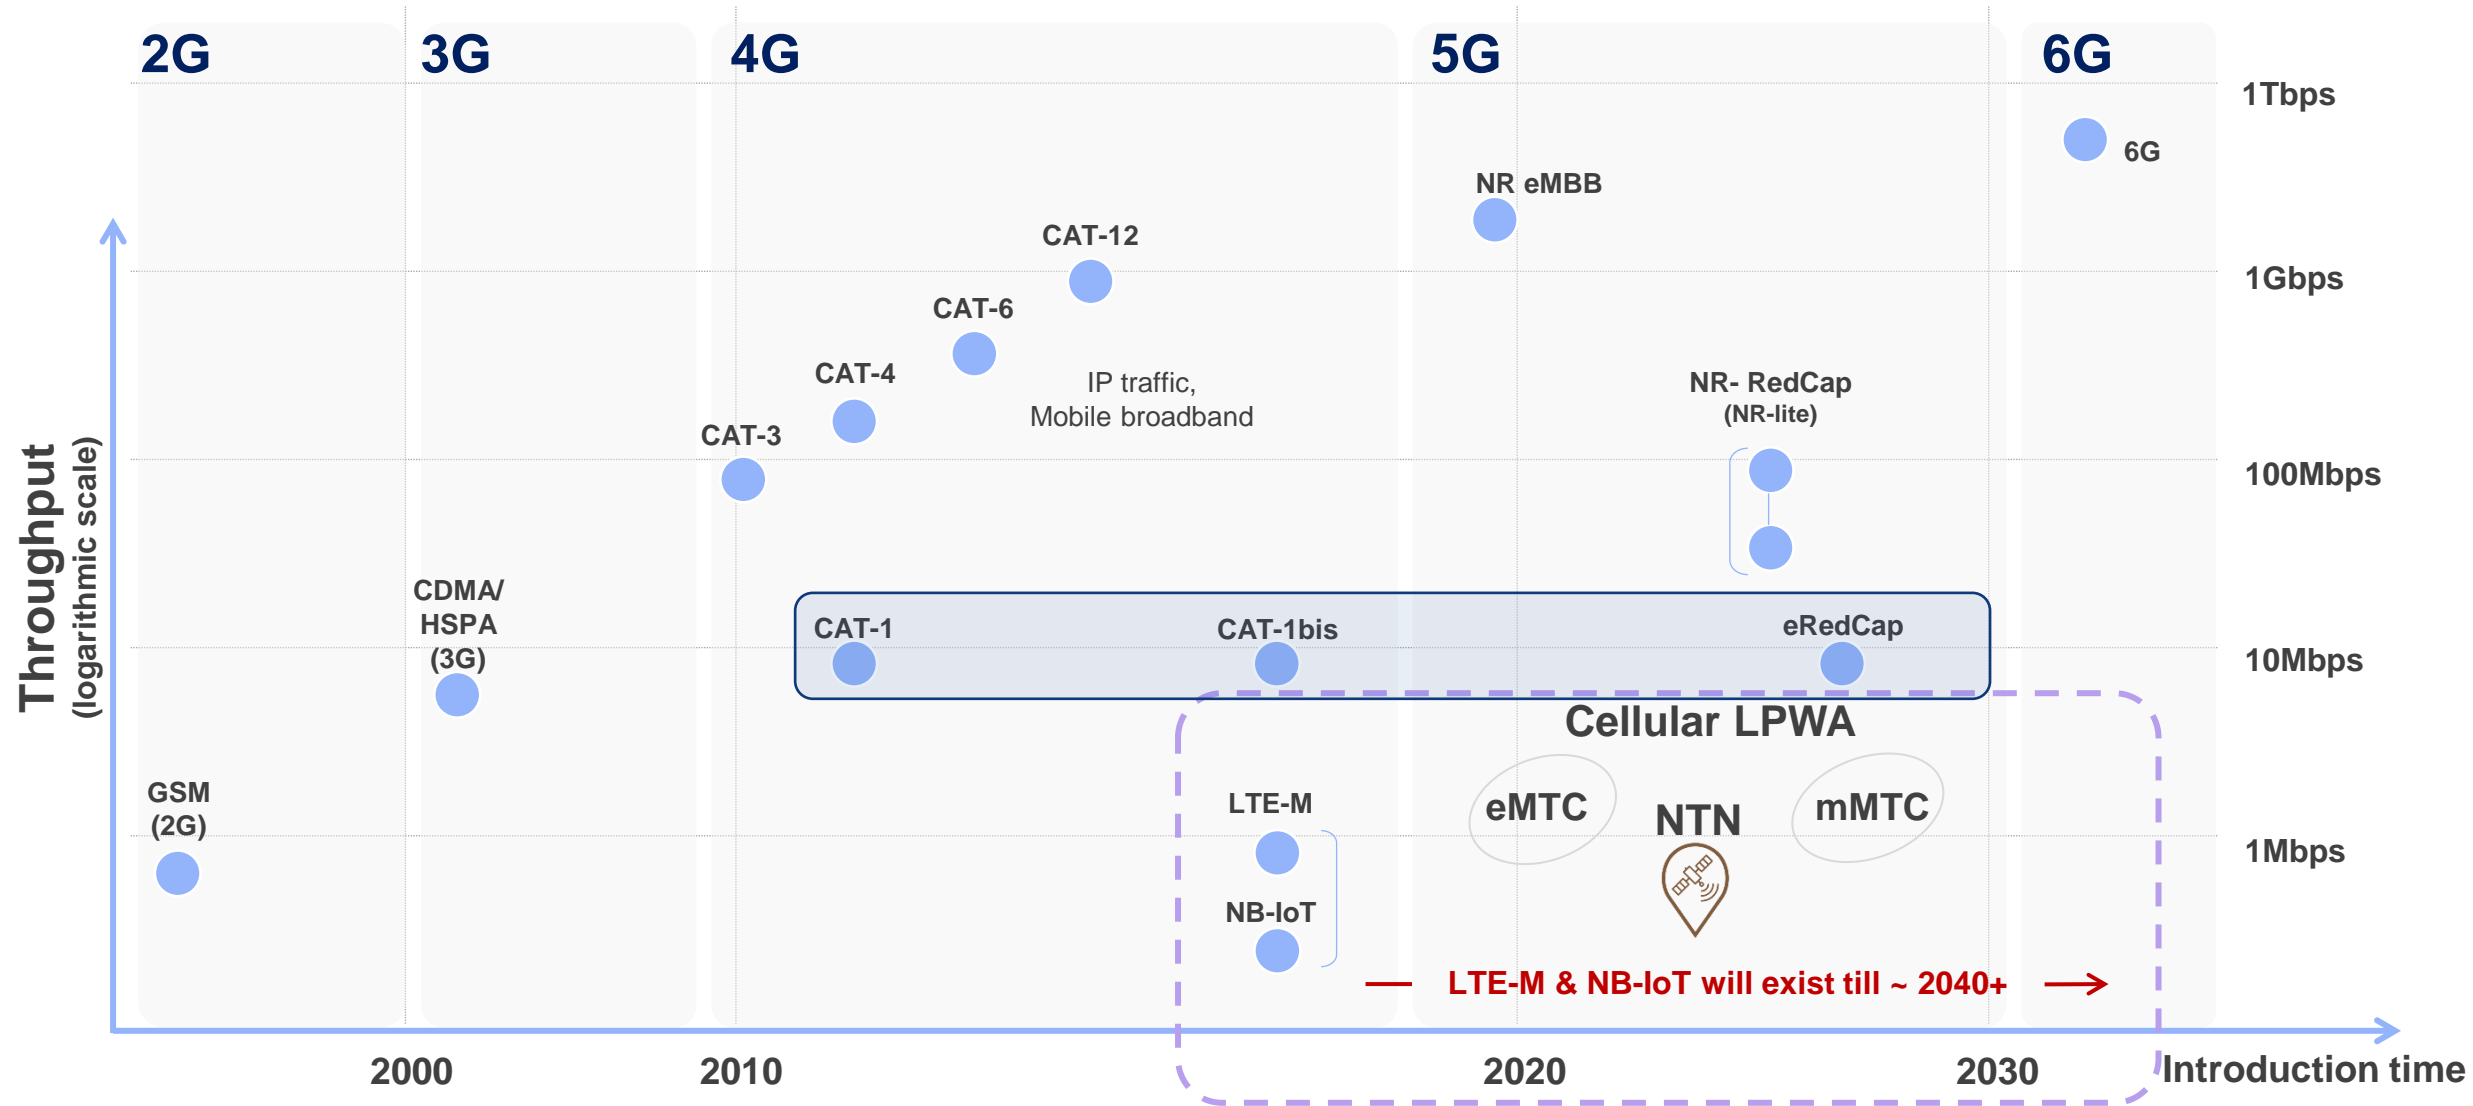 2G
3G
4G
5G
6G
1Tbps
6G
NR eMBB
CAT-12
1Gbps
CAT-6
CAT-4
IP traffic,
Mobile broadband
NR- RedCap
(NR-lite)
CAT-3
100Mbps
Throughput
(logarithmic scale)
CDMA/
HSPA
(3G)
CAT-1
CAT-1bis
eRedCap
10Mbps
Cellular LPWA
GSM
(2G)
LTE-M
eMTC
NTN
mMTC
1Mbps
NB-IoT
LTE-M & NB-IoT will exist till ~ 2040+
2000
2010
2020
2030
Introduction time